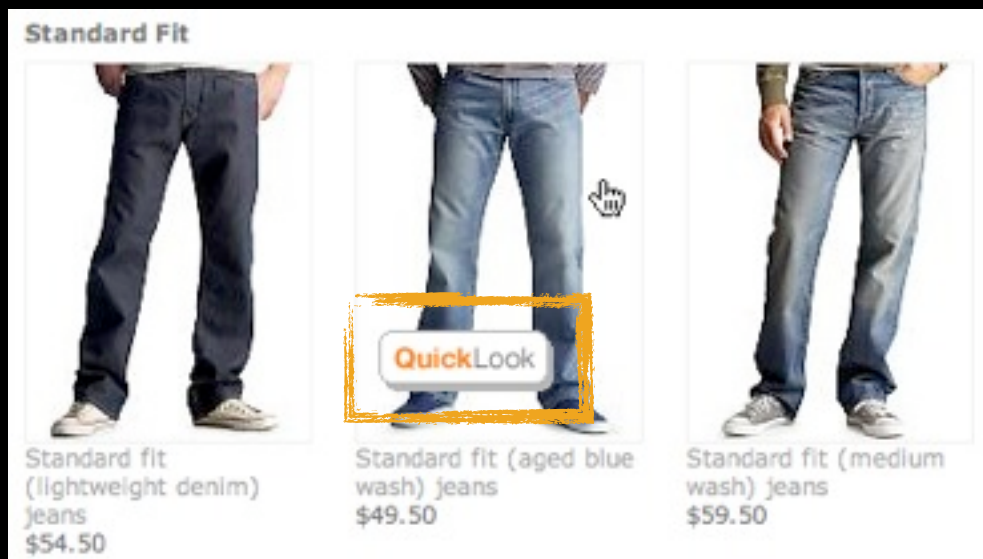 Standard Fit
QuickLook
Standard fit
(lightweight denim)
jeans
$54.50
Standard fit (aged blue
wash) jeans
$49.50
Standard fit (medium
wash) jeans
$59.50